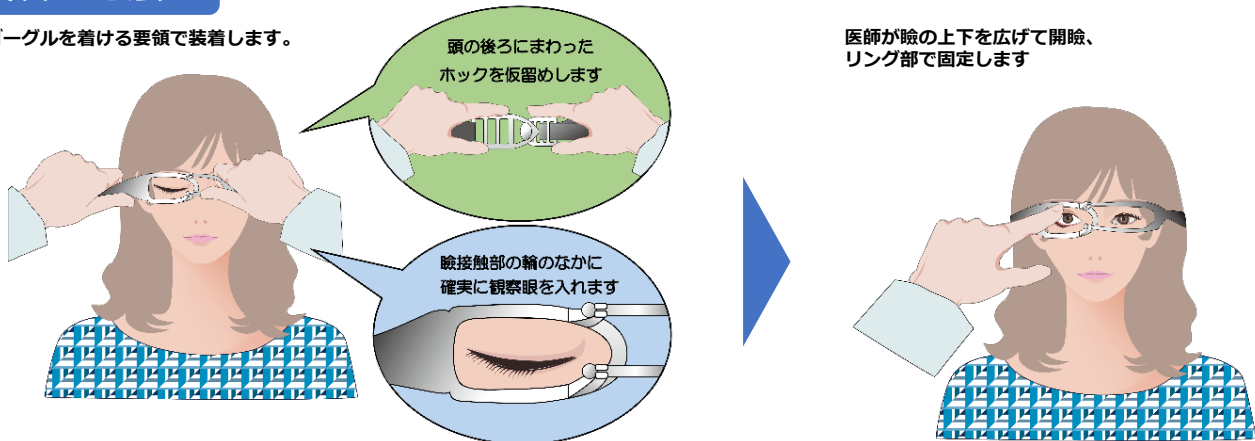 ゴーグルを着ける要領で装着します。
頭の後ろにまわった
ホックを仮留めします
瞼接触部の輪のなかに
確実に観察眼を入れます
医師が瞼の上下を広げて開瞼、
リング部で固定します